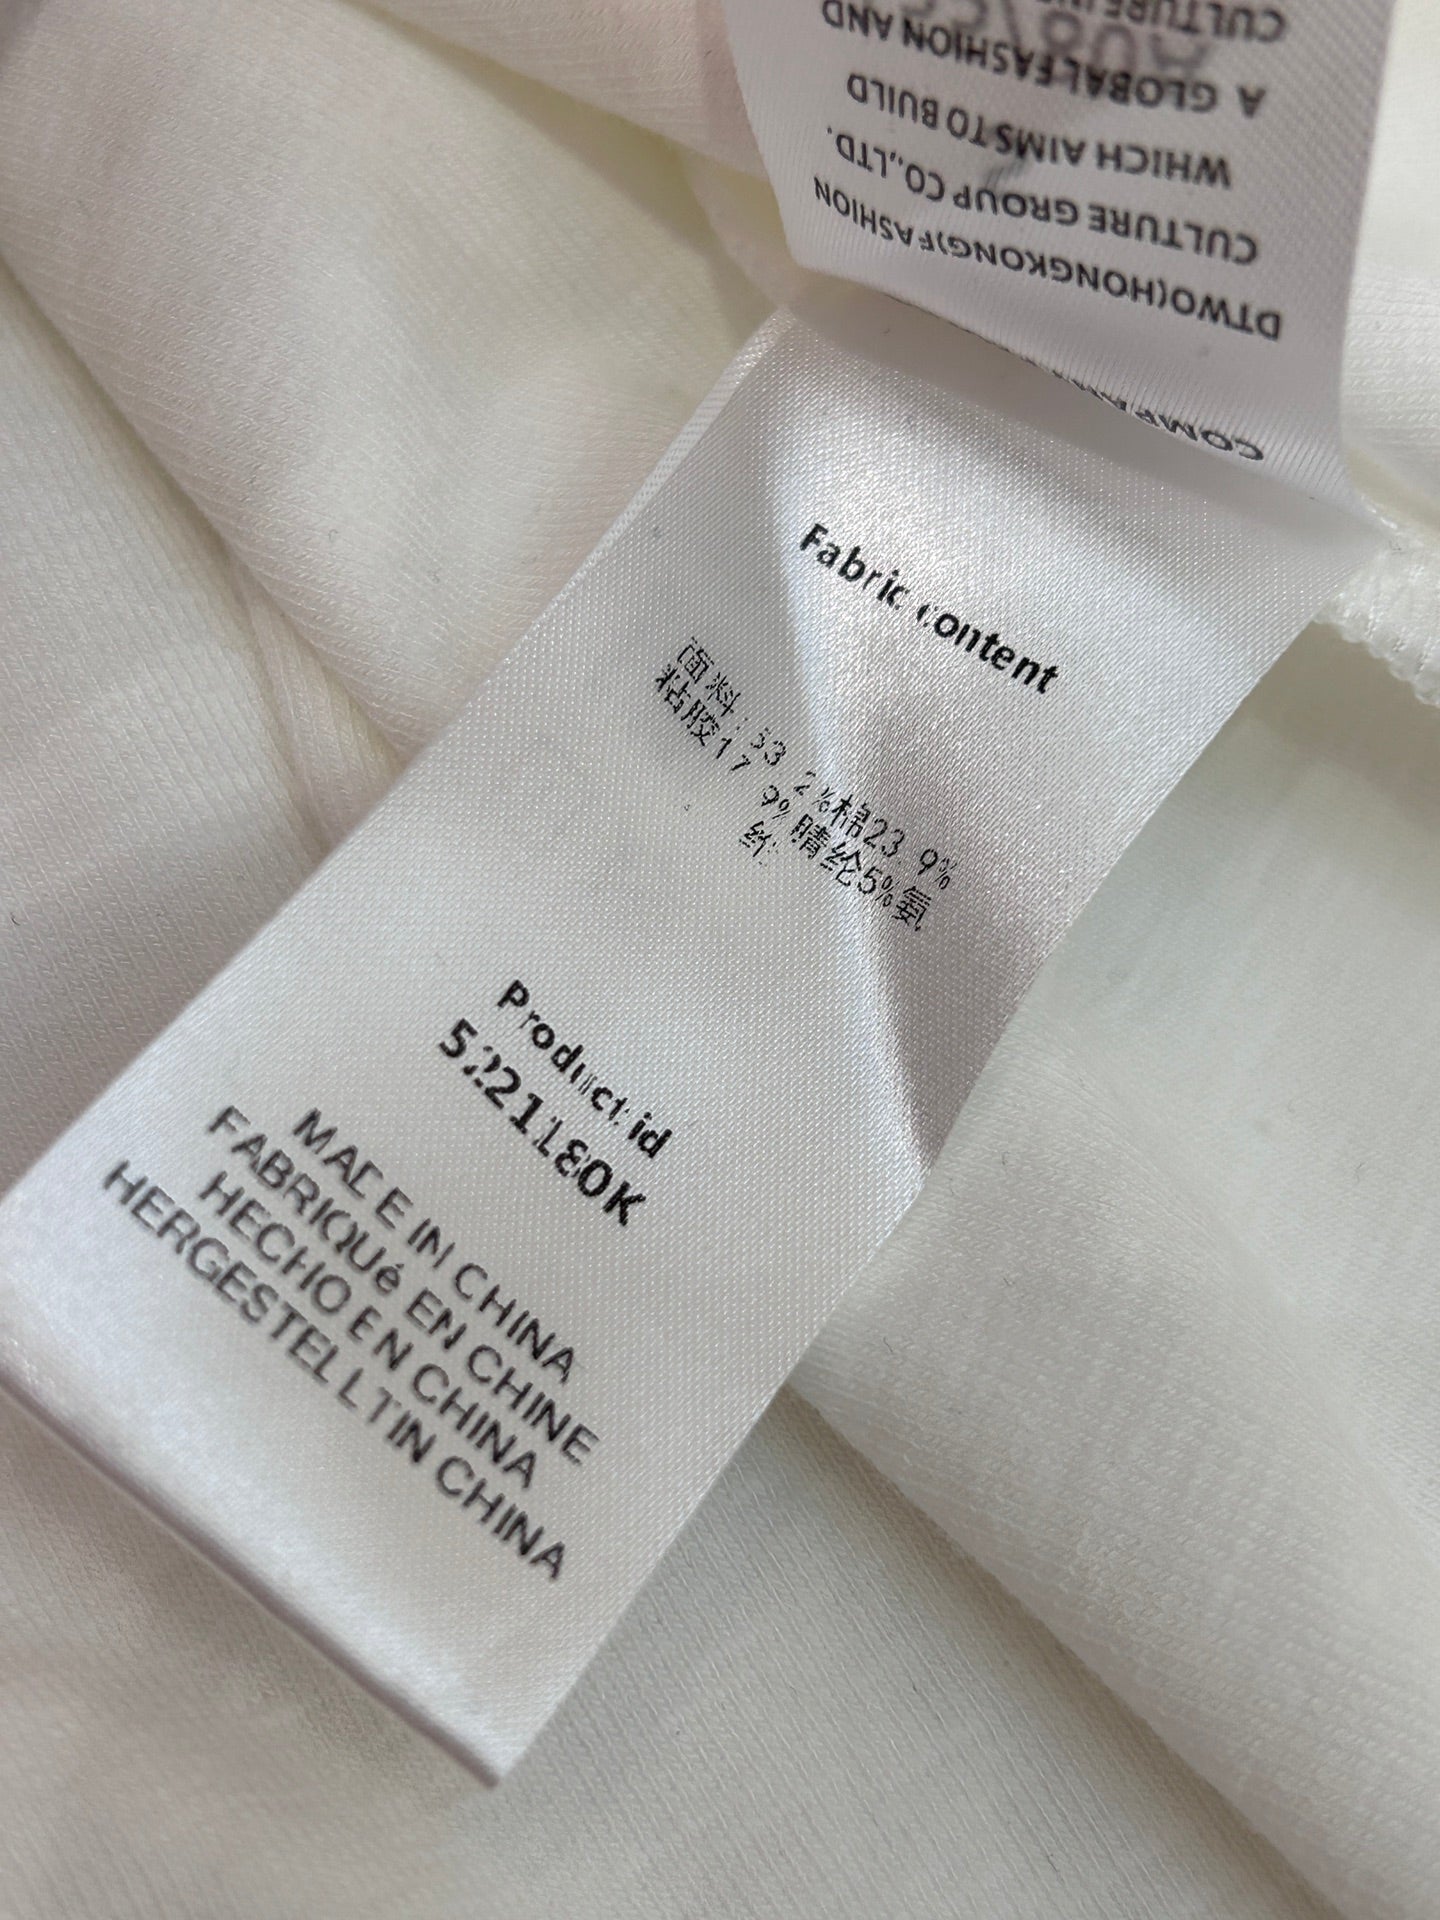 CULTURE
A GLOBAL FASHION AND
WHICH AIMS TO BUILD
CULTURE GROUP CO.,LTD.
DTWO(HONGKONG)FASHION
Fabric content
面料:53.2%棉23.9%
粘胶17.9%腈纶5%氨
纶
Product id
5221180K
MADE IN CHINA
FABRIQUé EN CHINE
HECHO EN CHINA
HERGESTELLT IN CHINA